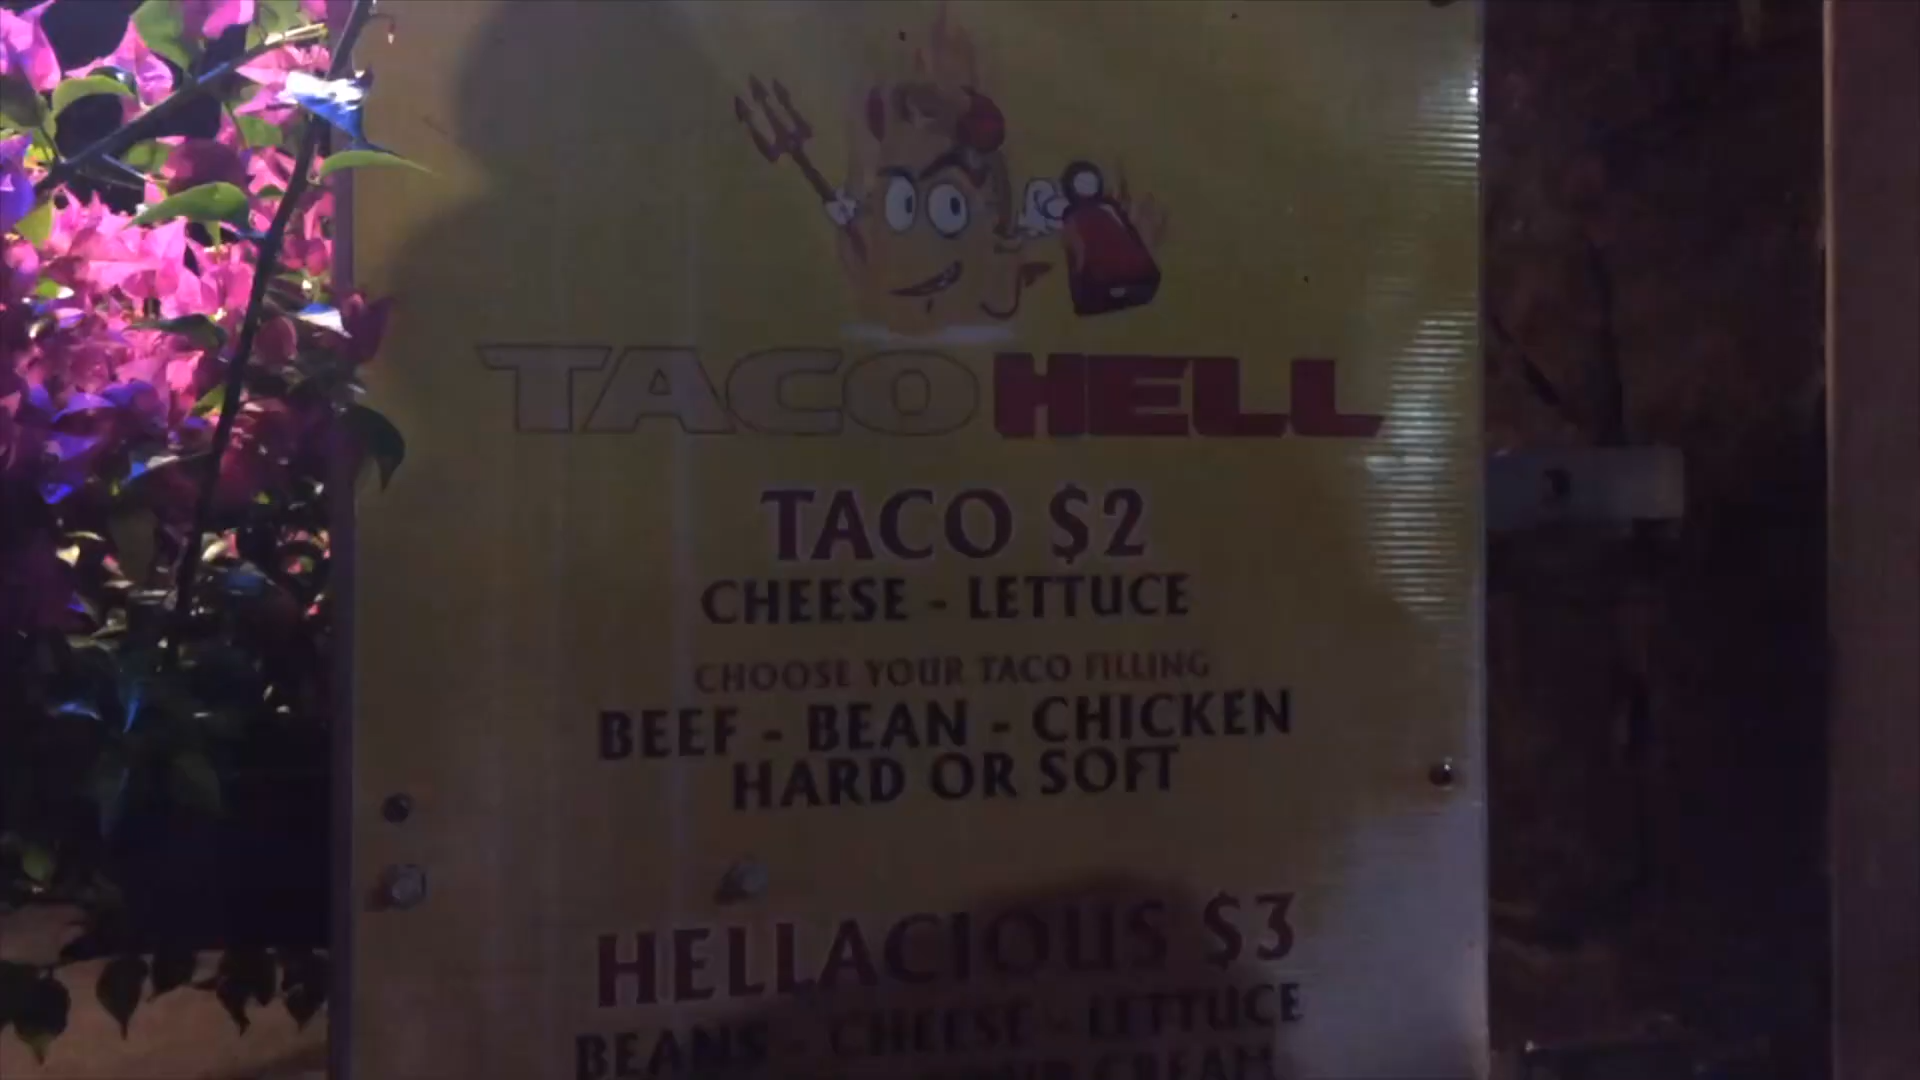 TACO HELL
TACO $2
CHEESE - LETTUCE
CHOOSE YOUR TACO FILLING
BEEF - BEAN - CHICKEN
HARD OR SOFT
HELLACIOUS $3
BEANS - CHEESE - LETTUCE
CREAM